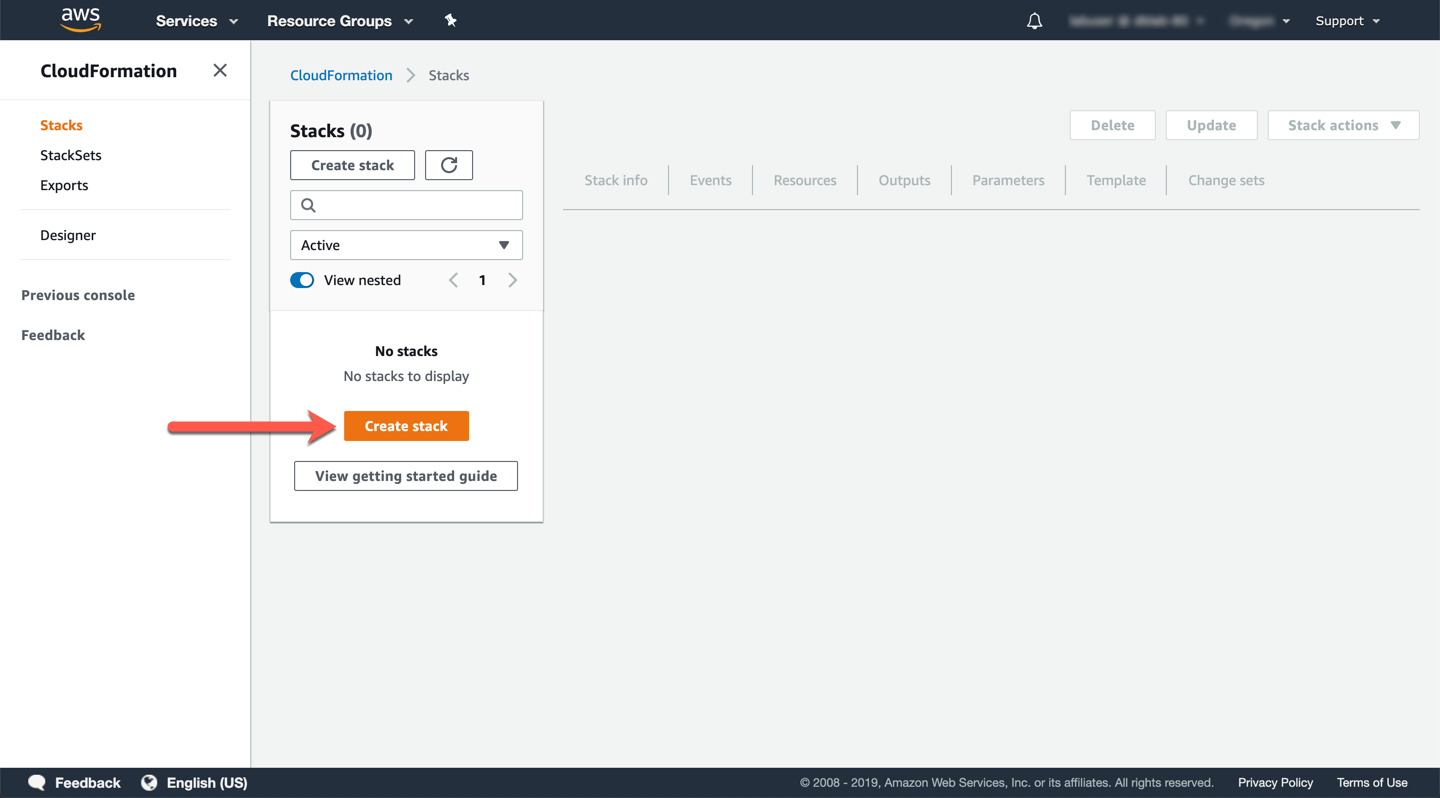 aws Services Resource Groups Support
CloudFormation
Stacks
StackSets
Exports
Designer
Previous console
Feedback
CloudFormation Stacks
Stacks (0)
Create stack
Active
View nested 1
No stacks
No stacks to display
Create stack
View getting started guide
Delete Update Stack actions
Stack info Events Resources Outputs Parameters Template Change sets
Feedback English (US) © 2008 - 2019, Amazon Web Services, Inc. or its affiliates. All rights reserved. Privacy Policy Terms of Use